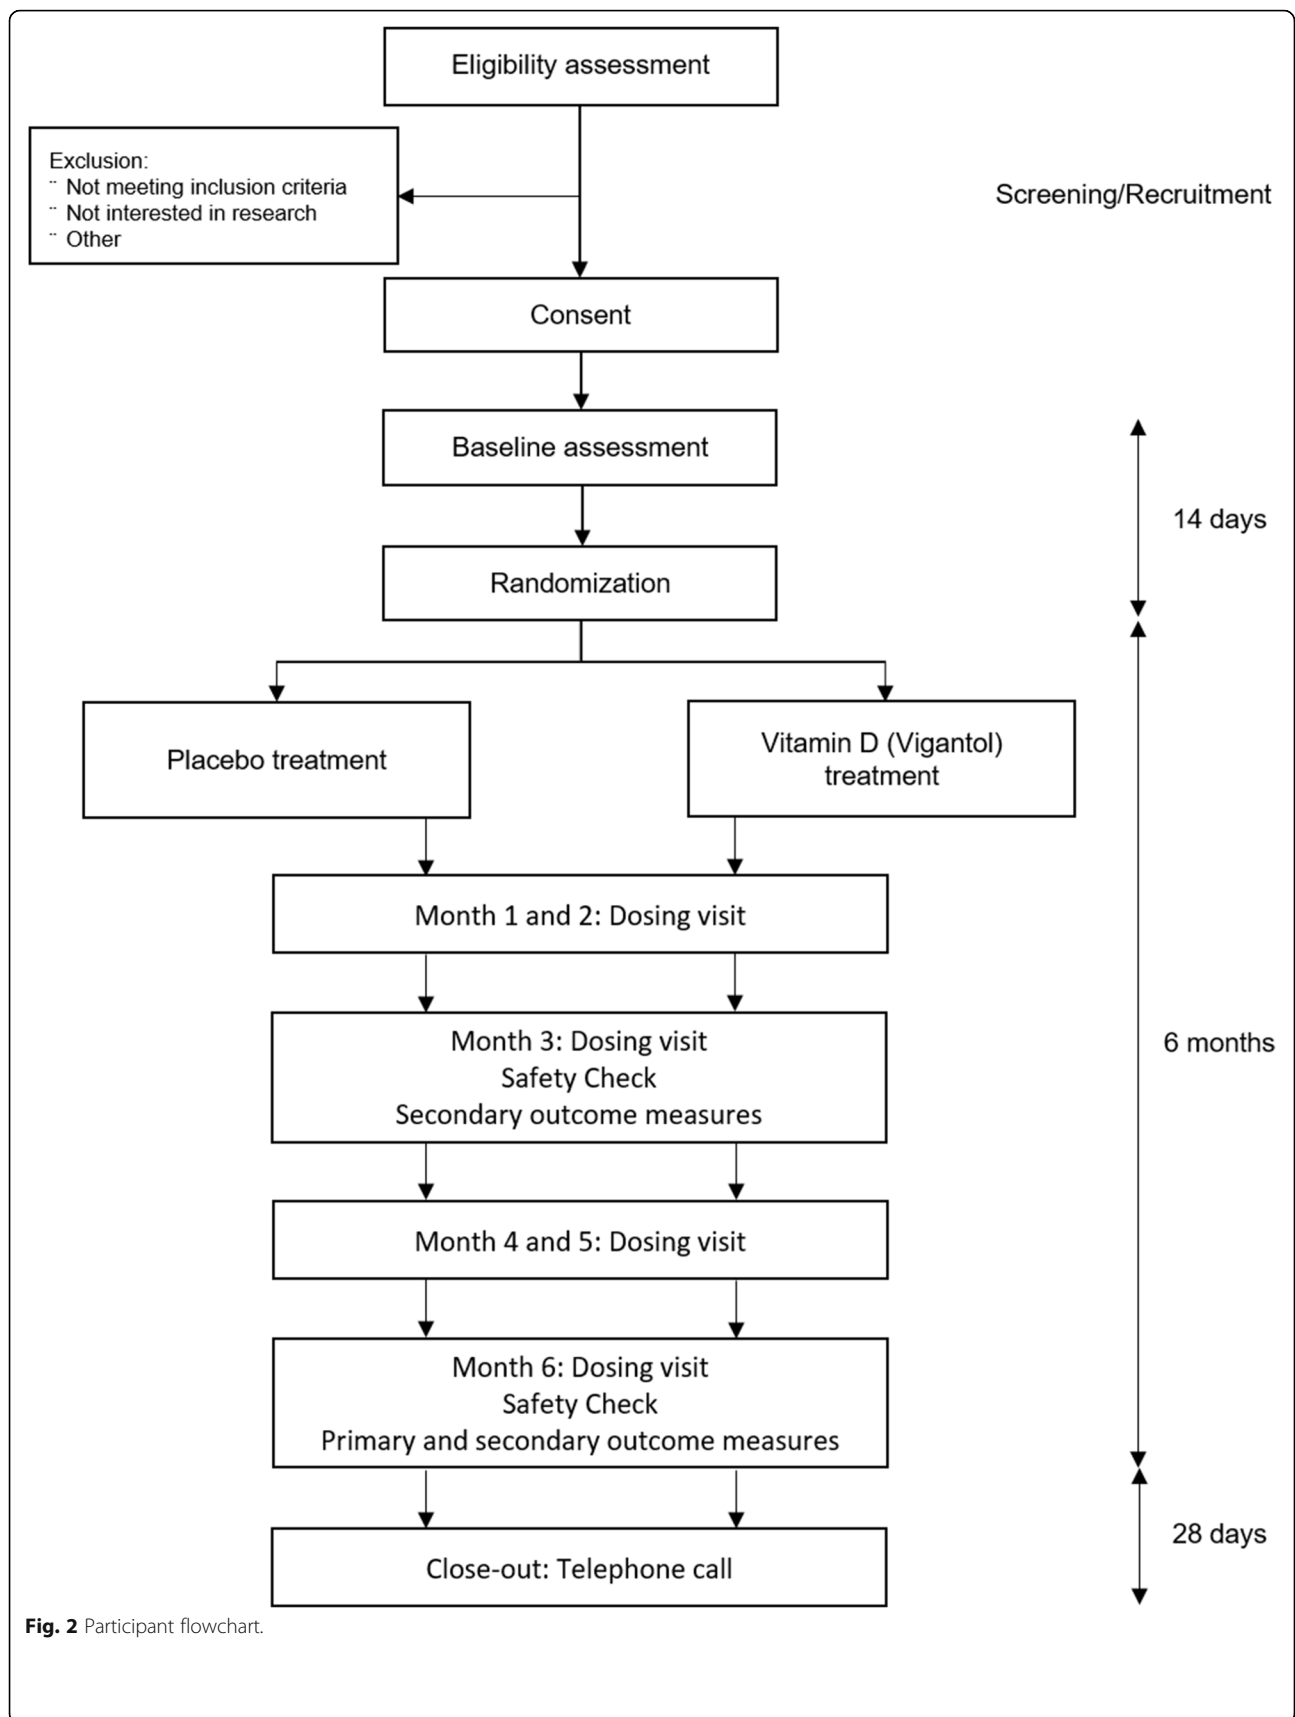 Eligibility assessment
Exclusion:
¨ Not meeting inclusion criteria
¨ Not interested in research
¨ Other
Screening/Recruitment
Consent
Baseline assessment
14 days
Randomization
Placebo treatment
Vitamin D (Vigantol)
treatment
Month 1 and 2: Dosing visit
Month 3: Dosing visit
Safety Check
Secondary outcome measures
6 months
Month 4 and 5: Dosing visit
Month 6: Dosing visit
Safety Check
Primary and secondary outcome measures
28 days
Close-out: Telephone call
Fig. 2 Participant flowchart.